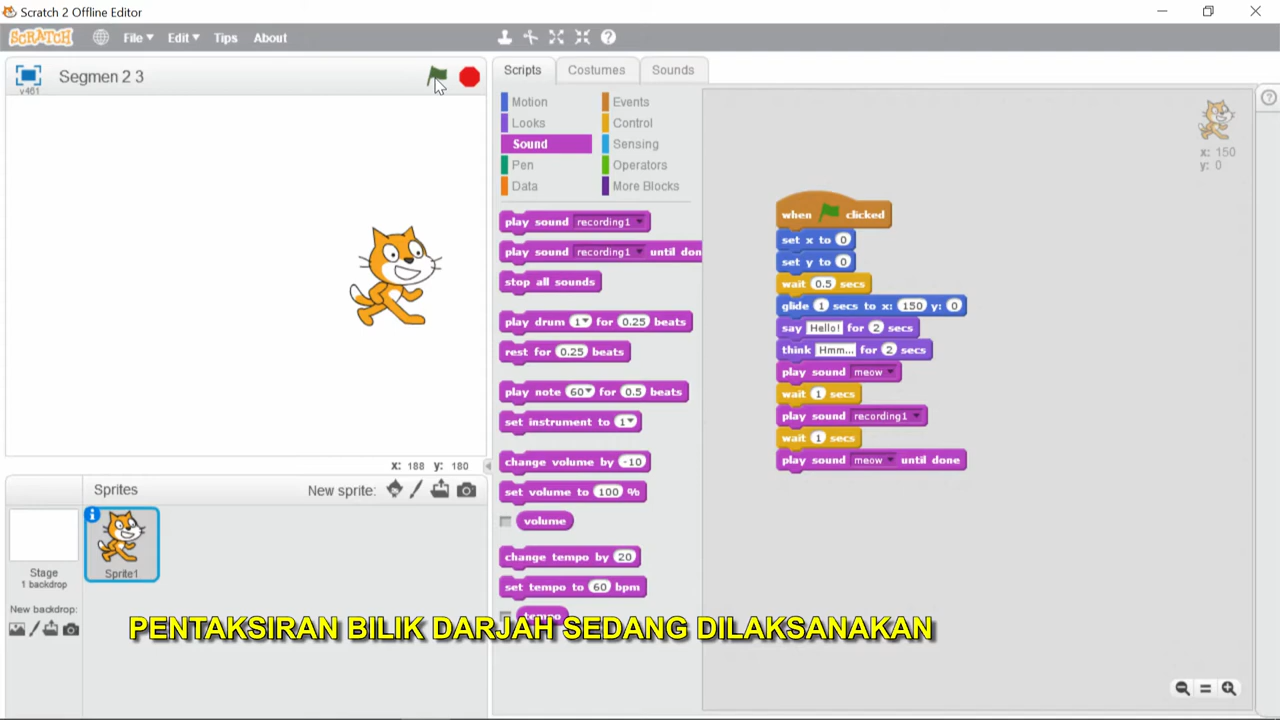 Scratch 2 Offline Editor
SCRATCH File Edit Tips About
Segmen 2 3
v461
Scripts Costumes Sounds
Motion Events
Looks Control
Sound Sensing
Pen Operators
Data More Blocks
play sound recording1
play sound recording1 until don
stop all sounds
play drum 1 for 0.25 beats
rest for 0.25 beats
play note 60 for 0.5 beats
set instrument to 1
change volume by -10
set volume to 100 %
volume
change tempo by 20
set tempo to 60 bpm
tempo
x: 150
y: 0
when clicked
set x to 0
set y to 0
wait 0.5 secs
glide 1 secs to x: 150 y: 0
say Hello! for 2 secs
think Hmm... for 2 secs
play sound meow
wait 1 secs
play sound recording1
wait 1 secs
play sound meow until done
x: 188 y: 180
Sprites New sprite:
Stage
1 backdrop
New backdrop:
Sprite1
PENTAKSIRAN BILIK DARJAH SEDANG DILAKSANAKAN